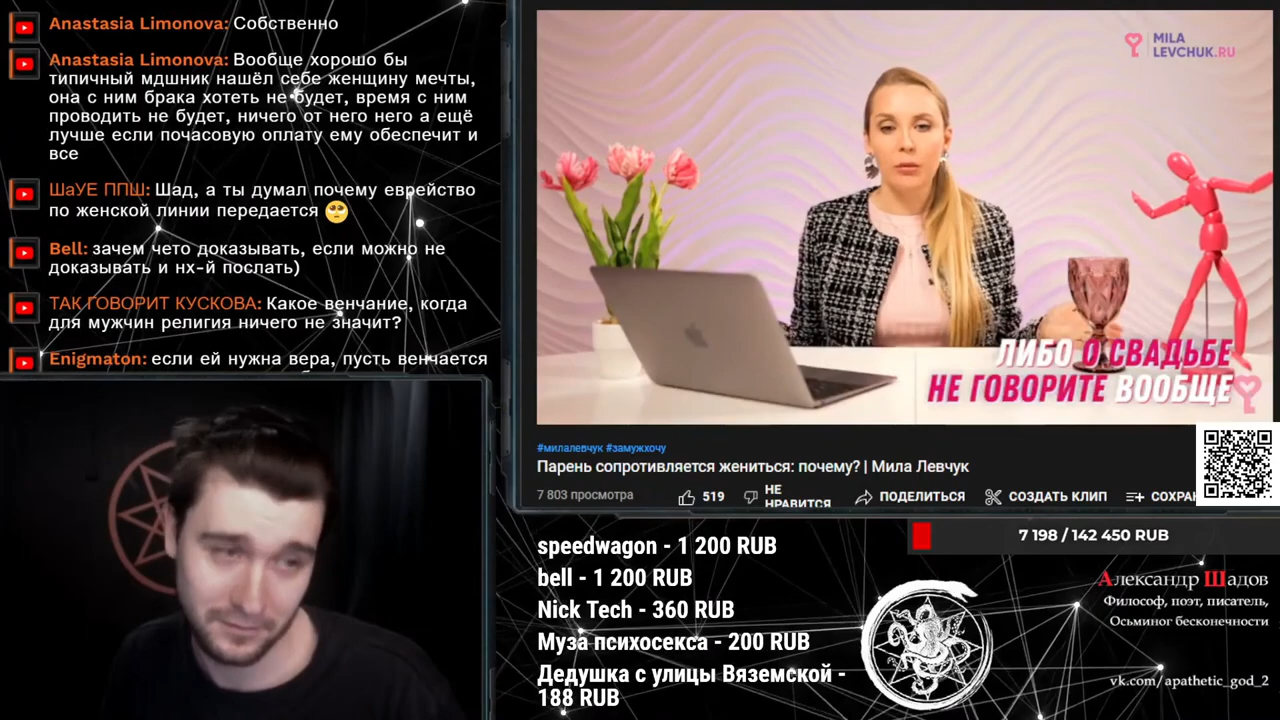 Anastasia Limonova: Собственно
Anastasia Limonova: Вообще хорошо бы
типичный мдшник нашёл себе женщину мечты,
она с ним брака хотеть не будет, время с ним
проводить не будет, ничего от него него а ещё
лучше если почасовую оплату ему обеспечит и
все
ШаУЕ ППШ: Шад, а ты думал почему еврейство
по женской линии передается
Bell: зачем чето доказывать, если можно не
доказывать и нх-й послать)
ТАК ГОВОРИТ КУСКОВА: Какое венчание, когда
для мужчин религия ничего не значит?
Enigmaton: если ей нужна вера, пусть венчается
MILA
LEVCHUK.RU
ЛИБО О СВАДЬБЕ
НЕ ГОВОРИТЕ ВООБЩЕ
#милалевчук #замужхочу
Парень сопротивляется жениться: почему? | Мила Левчук
7 803 просмотра
519
НЕ
НРАВИТСЯ
ПОДЕЛИТЬСЯ
СОЗДАТЬ КЛИП
СОХРАН
7 198 / 142 450 RUB
speedwagon - 1 200 RUB
bell - 1 200 RUB
Nick Tech - 360 RUB
Муза психосекса - 200 RUB
Дедушка с улицы Вяземской -
188 RUB
Александр Шадов
Философ, поэт, писатель,
Осьминог бесконечности
vk.com/apathetic_god_2